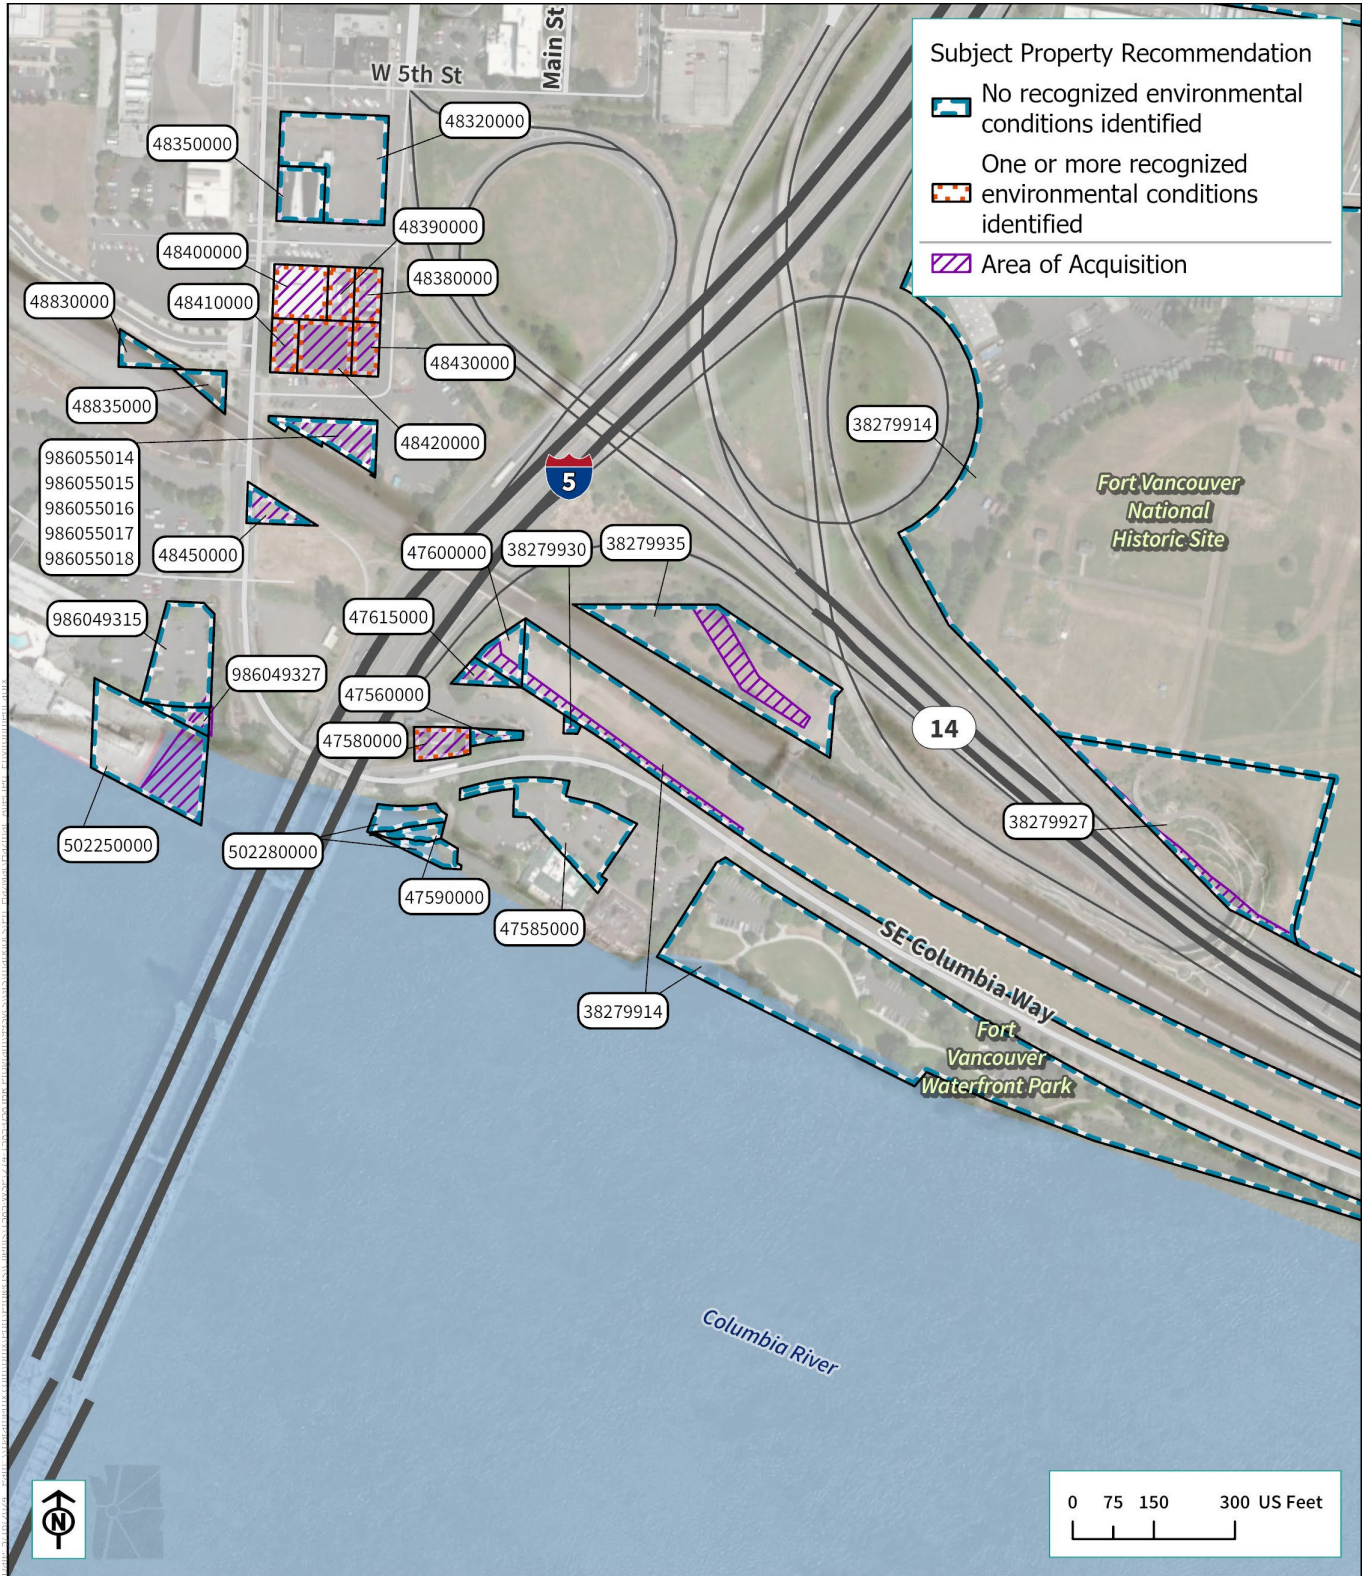 Subject Property Recommendation
No recognized environmental
conditions identified
One or more recognized
environmental conditions
identified
Area of Acquisition
Main St
W 5th St
48320000
48350000
48390000
48400000
48380000
48830000
48410000
48430000
48835000
48420000
986055014
986055015
986055016
986055017
986055018
48450000
5
38279914
Fort Vancouver
National
Historic Site
47600000
38279930
38279935
47615000
986049315
986049327
47560000
47580000
14
38279927
502250000
502280000
47590000
47585000
38279914
SE Columbia Way
Fort
Vancouver
Waterfront Park
Columbia River
N
0 75 150 300 US Feet